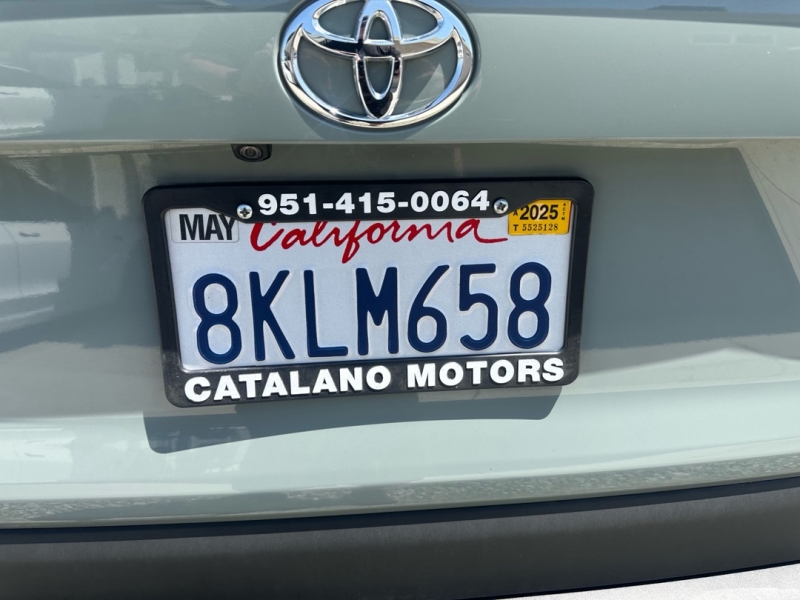 951-415-0064
MAY California 2025
T 5525128
8KLM658
CATALANO MOTORS